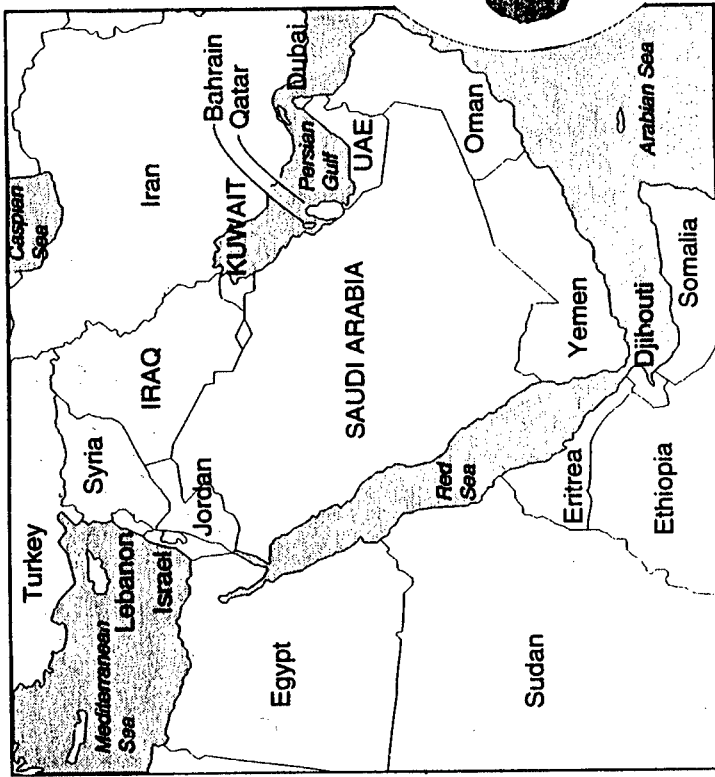 Turkey
Caspian
Sea
Syria
Iran
Mediterranean
Sea
Lebanon
Israel
IRAQ
Jordan
KUWAIT
Bahrain
Qatar
Dubai
Persian
Gulf
Egypt
SAUDI ARABIA
UAE
Red
Sea
Oman
Sudan
Eritrea
Yemen
Arabian Sea
Ethiopia
Djibouti
Somalia